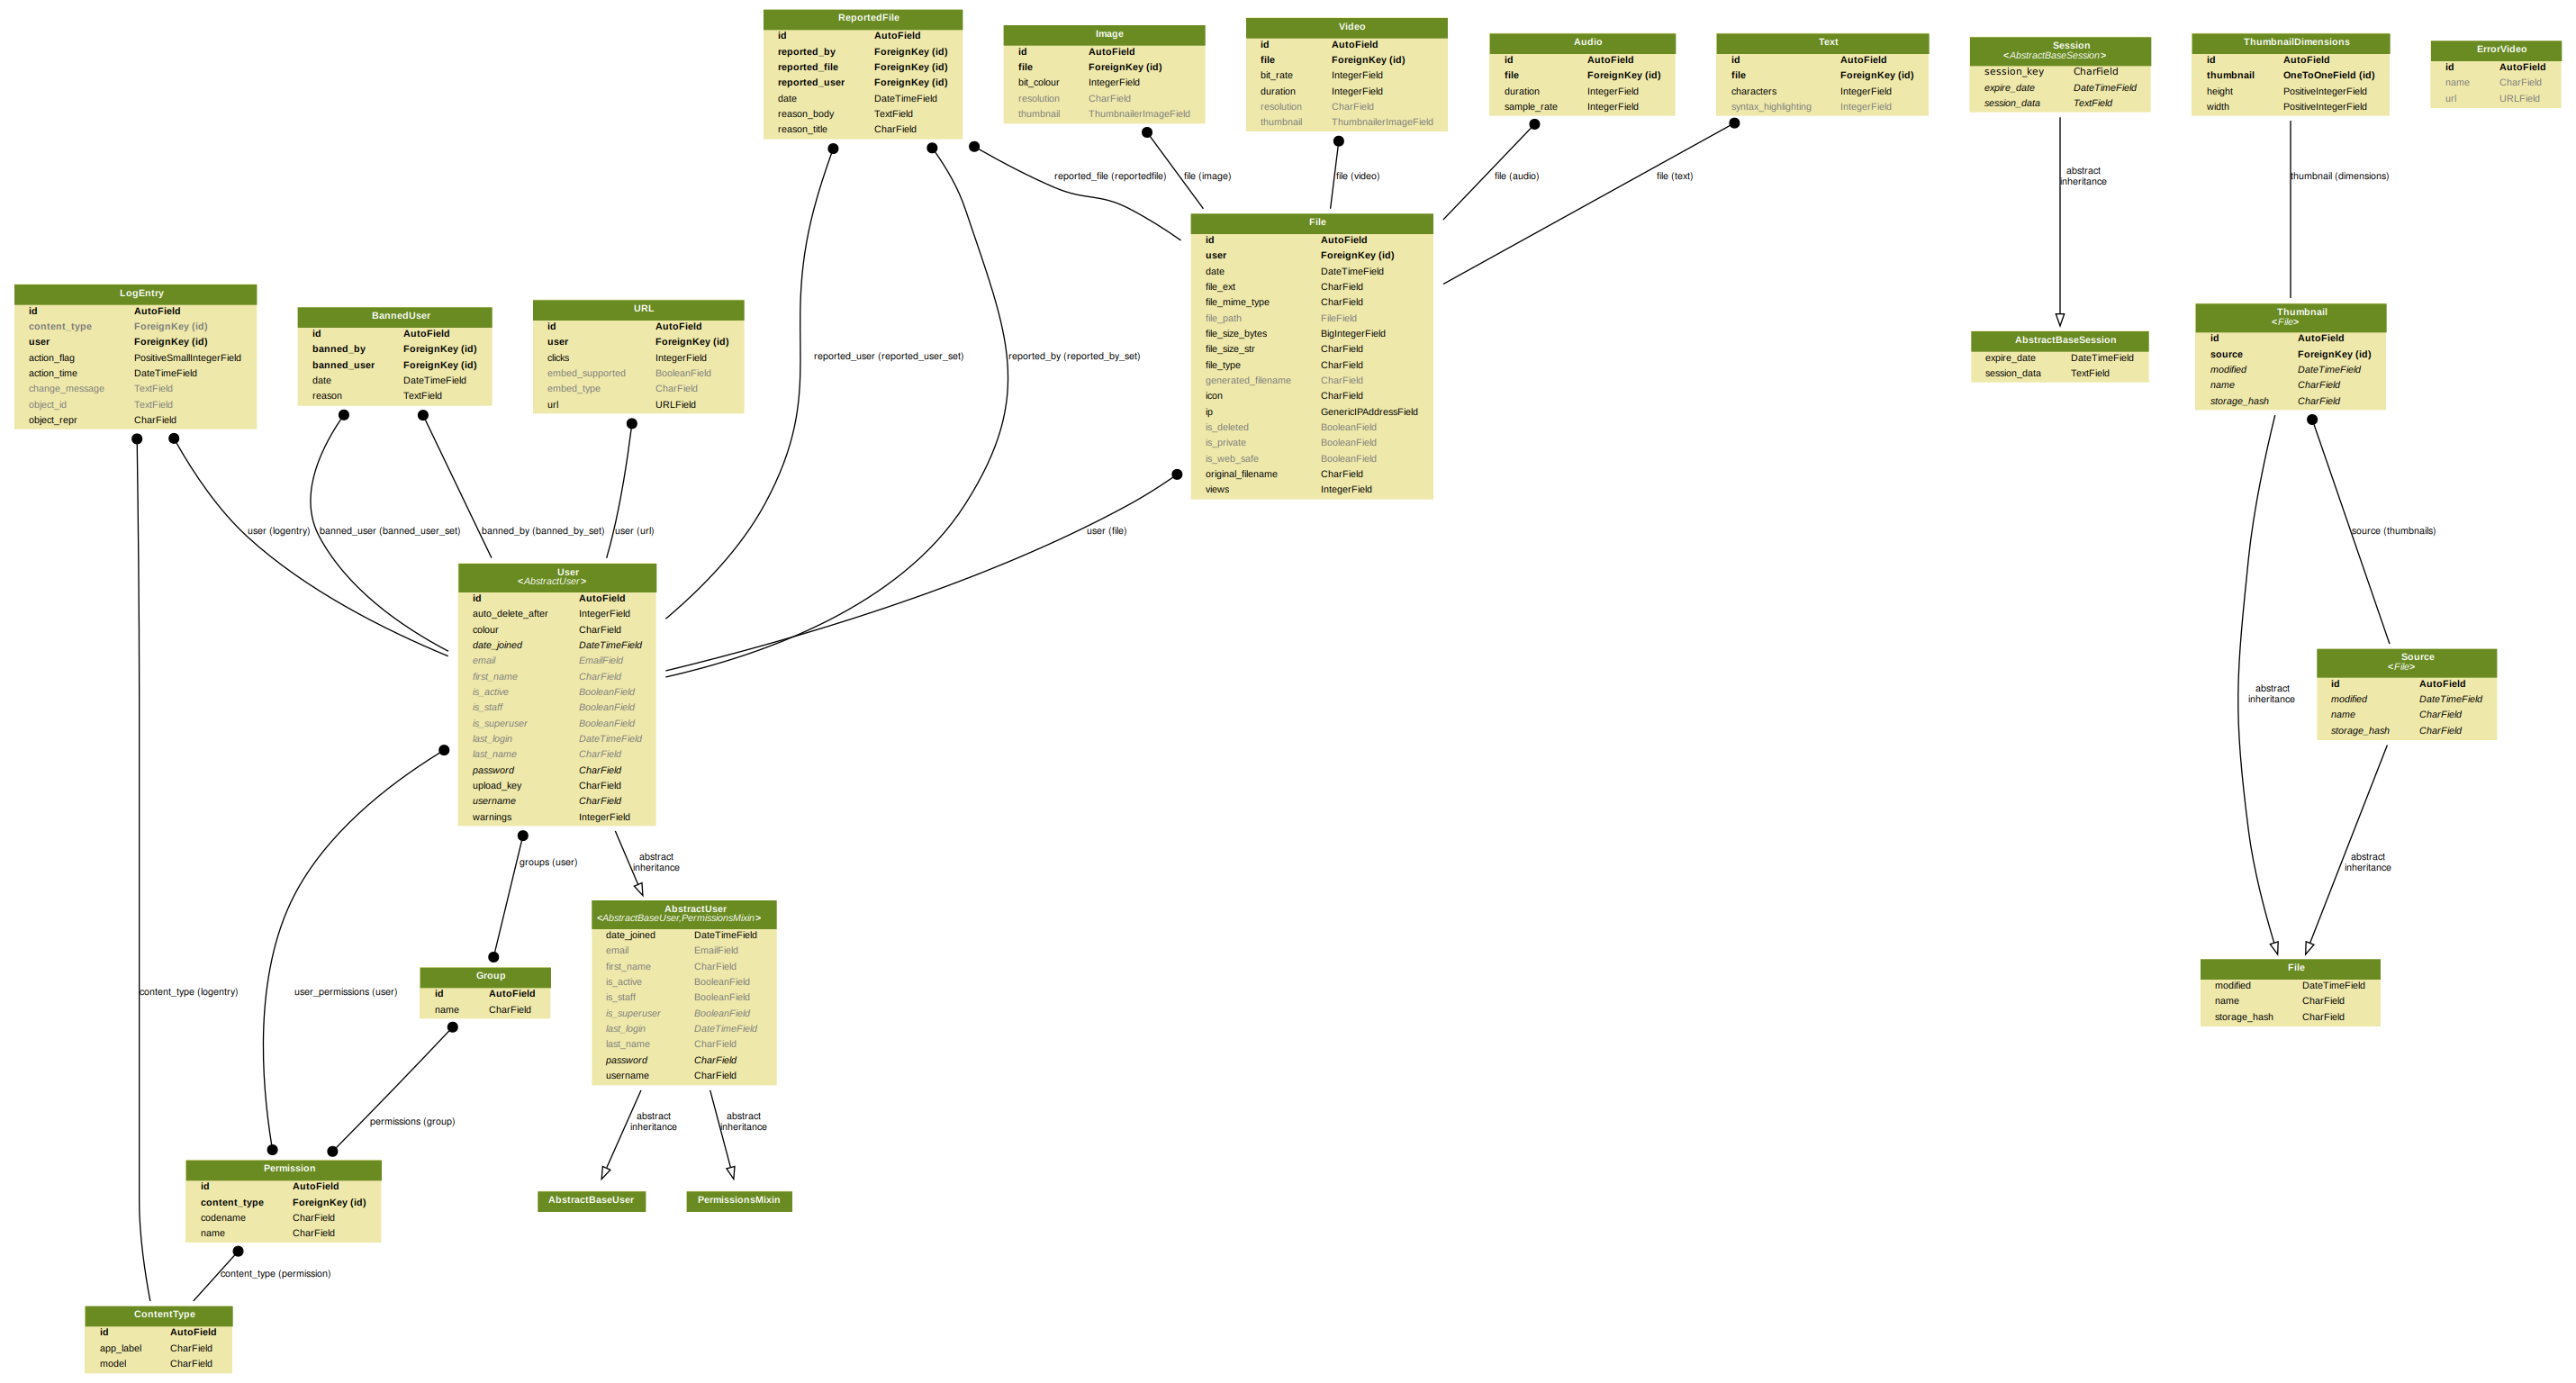 ReportedFile
id AutoField
reported_by ForeignKey (id)
reported_file ForeignKey (id)
reported_user ForeignKey (id)
date DateTimeField
reason_body TextField
reason_title CharField
Image
id AutoField
file ForeignKey (id)
bit_colour IntegerField
resolution CharField
thumbnail ThumbnailerImageField
Video
id AutoField
file ForeignKey (id)
bit_rate IntegerField
duration IntegerField
resolution CharField
thumbnail ThumbnailerImageField
Audio
id AutoField
file ForeignKey (id)
duration IntegerField
sample_rate IntegerField
Text
id AutoField
file ForeignKey (id)
characters IntegerField
syntax_highlighting IntegerField
Session
<AbstractBaseSession>
session_key CharField
expire_date DateTimeField
session_data TextField
ThumbnailDimensions
id AutoField
thumbnail OneToOneField (id)
height PositiveIntegerField
width PositiveIntegerField
ErrorVideo
id AutoField
name CharField
url URLField
reported_file (reportedfile)
file (image)
file (video)
file (audio)
file (text)
abstract
inheritance
thumbnail (dimensions)
File
id AutoField
user ForeignKey (id)
date DateTimeField
file_ext CharField
file_mime_type CharField
file_path FileField
file_size_bytes BigIntegerField
file_size_str CharField
file_type CharField
generated_filename CharField
icon CharField
ip GenericIPAddressField
is_deleted BooleanField
is_private BooleanField
is_web_safe BooleanField
original_filename CharField
views IntegerField
LogEntry
id AutoField
content_type ForeignKey (id)
user ForeignKey (id)
action_flag PositiveSmallIntegerField
action_time DateTimeField
change_message TextField
object_id TextField
object_repr CharField
BannedUser
id AutoField
banned_by ForeignKey (id)
banned_user ForeignKey (id)
date DateTimeField
reason TextField
URL
id AutoField
user ForeignKey (id)
clicks IntegerField
embed_supported BooleanField
embed_type CharField
url URLField
reported_user (reported_user_set)
reported_by (reported_by_set)
AbstractBaseSession
expire_date DateTimeField
session_data TextField
Thumbnail
<File>
id AutoField
source ForeignKey (id)
modified DateTimeField
name CharField
storage_hash CharField
user (logentry)
banned_user (banned_user_set)
banned_by (banned_by_set)
user (url)
user (file)
source (thumbnails)
User
<AbstractUser>
id AutoField
auto_delete_after IntegerField
colour CharField
date_joined DateTimeField
email EmailField
first_name CharField
is_active BooleanField
is_staff BooleanField
is_superuser BooleanField
last_login DateTimeField
last_name CharField
password CharField
upload_key CharField
username CharField
warnings IntegerField
abstract
inheritance
Source
<File>
id AutoField
modified DateTimeField
name CharField
storage_hash CharField
groups (user)
abstract
inheritance
abstract
inheritance
AbstractUser
<AbstractBaseUser,PermissionsMixin>
date_joined DateTimeField
email EmailField
first_name CharField
is_active BooleanField
is_staff BooleanField
is_superuser BooleanField
last_login DateTimeField
last_name CharField
password CharField
username CharField
content_type (logentry)
user_permissions (user)
Group
id AutoField
name CharField
File
modified DateTimeField
name CharField
storage_hash CharField
permissions (group)
abstract
inheritance
abstract
inheritance
Permission
id AutoField
content_type ForeignKey (id)
codename CharField
name CharField
AbstractBaseUser
PermissionsMixin
content_type (permission)
ContentType
id AutoField
app_label CharField
model CharField